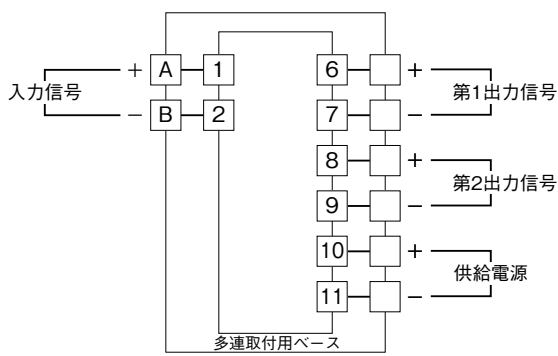 入力信号
+ A 1
− B 2
6 +
7 −
第1出力信号
8 +
9 −
第2出力信号
10 +
11 −
供給電源
多連取付用ベース